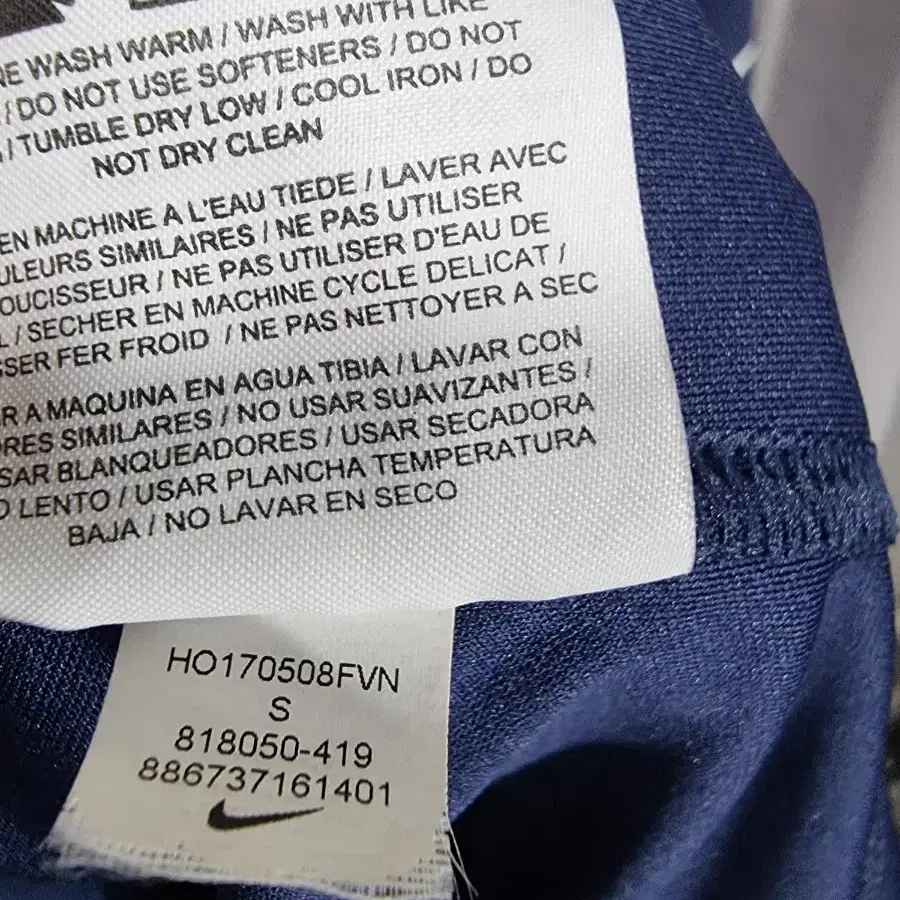 WASH WARM / WASH WITH LIKE
/ DO NOT USE SOFTENERS / DO NOT
/ TUMBLE DRY LOW / COOL IRON / DO
NOT DRY CLEAN
EN MACHINE A L'EAU TIEDE / LAVER AVEC
ULEURS SIMILAIRES / NE PAS UTILISER
OUCISSEUR / NE PAS UTILISER D'EAU DE
L / SECHER EN MACHINE CYCLE DELICAT /
SSER FER FROID / NE PAS NETTOYER A SEC
R A MAQUINA EN AGUA TIBIA / LAVAR CON
RES SIMILARES / NO USAR SUAVIZANTES /
SAR BLANQUEADORES / USAR SECADORA
O LENTO / USAR PLANCHA TEMPERATURA
BAJA / NO LAVAR EN SECO
HO170508FVN
S
818050-419
886737161401